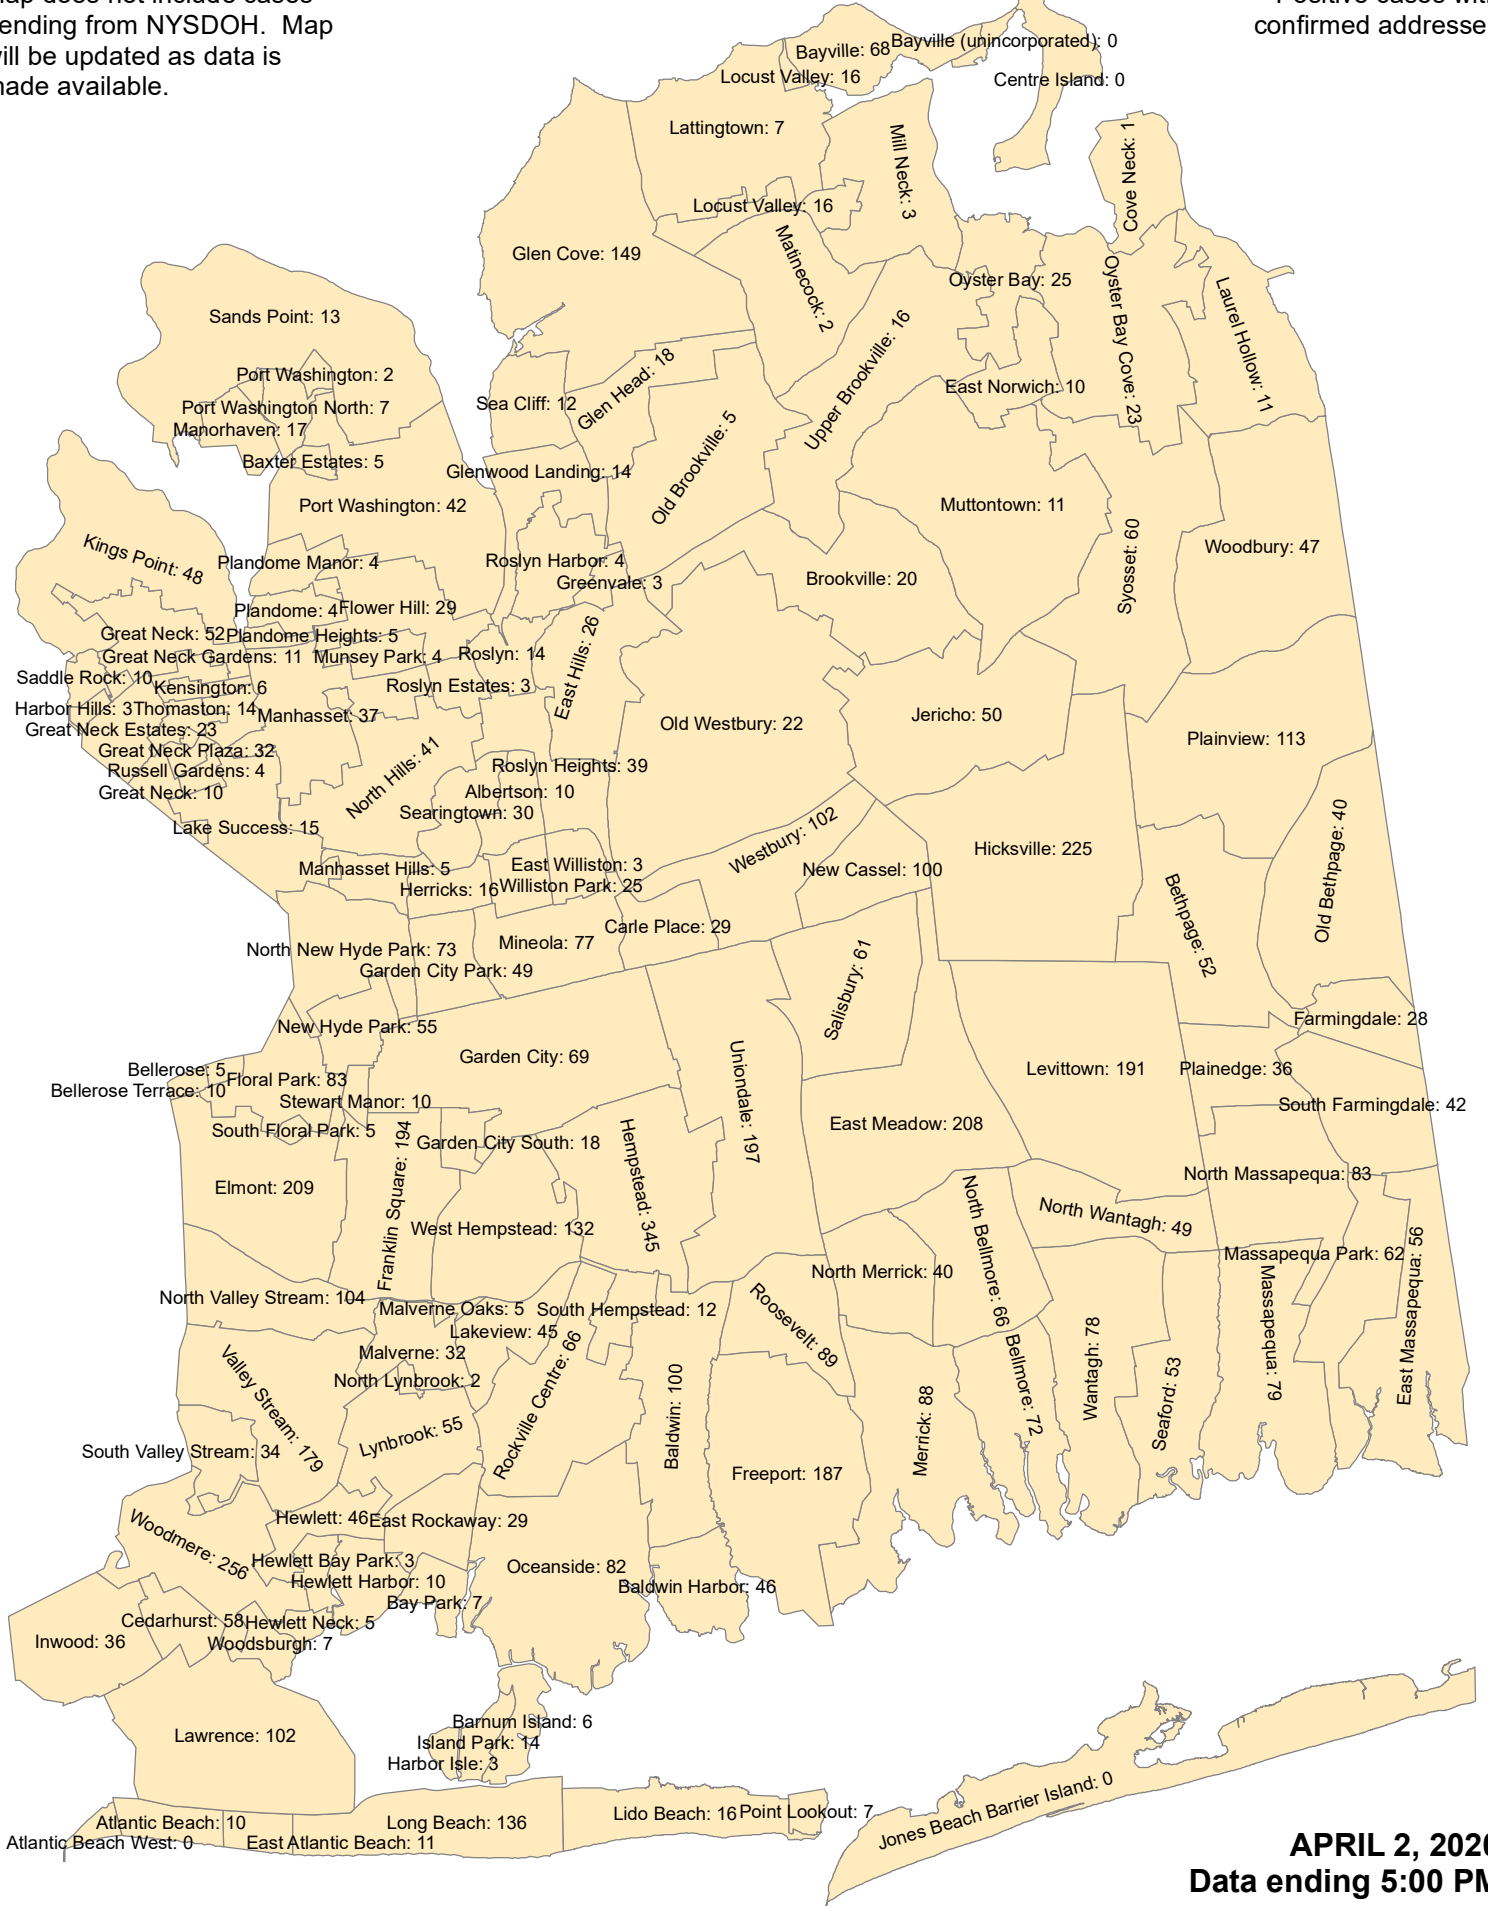 ap does not include cases
ending from NYSDOH. Map
ill be updated as data is
ade available.
Positive cases with
confirmed addresse
Bayville: 68
Bayville (unincorporated): 0
Locust Valley: 16
Centre Island: 0
Lattingtown: 7
Mill Neck: 3
Cove Neck: 1
Locust Valley: 16
Glen Cove: 149
Matinecock: 2
Oyster Bay: 25
Oyster Bay Cove: 23
Laurel Hollow: 11
Sands Point: 13
Upper Brookville: 16
Port Washington: 2
Glen Head: 18
East Norwich: 10
Port Washington North: 7
Sea Cliff: 12
Manorhaven: 17
Old Brookville: 5
Baxter Estates: 5
Glenwood Landing: 14
Port Washington: 42
Muttontown: 11
Kings Point: 48
Plandome Manor: 4
Roslyn Harbor: 4
Greenvale: 3
Brookville: 20
Syosset: 60
Woodbury: 47
Plandome: 4
Flower Hill: 29
Great Neck: 52
Plandome Heights: 5
Great Neck Gardens: 11
Munsey Park: 4
Roslyn: 14
East Hills: 26
Saddle Rock: 10
Kensington: 6
Roslyn Estates: 3
Harbor Hills: 3
Thomaston: 14
Manhasset: 37
Old Westbury: 22
Jericho: 50
Great Neck Estates: 23
Plainview: 113
Great Neck Plaza: 32
Russell Gardens: 4
North Hills: 41
Roslyn Heights: 39
Great Neck: 10
Albertson: 10
Searingtown: 30
Lake Success: 15
Westbury: 102
Hicksville: 225
Old Bethpage: 40
Manhasset Hills: 5
East Williston: 3
New Cassel: 100
Herricks: 16
Williston Park: 25
Bethpage: 52
Carle Place: 29
North New Hyde Park: 73
Mineola: 77
Garden City Park: 49
Salisbury: 61
New Hyde Park: 55
Farmingdale: 28
Garden City: 69
Uniondale: 197
Levittown: 191
Plainedge: 36
Bellerose: 5
Floral Park: 83
Bellerose Terrace: 10
Stewart Manor: 10
South Farmingdale: 42
South Floral Park: 5
Franklin Square: 194
Garden City South: 18
Hempstead: 345
East Meadow: 208
Elmont: 209
North Massapequa: 83
West Hempstead: 132
North Bellmore: 66
North Wantagh: 49
Massapequa Park: 62
East Massapequa: 56
North Merrick: 40
North Valley Stream: 104
Malverne Oaks: 5
South Hempstead: 12
Roosevelt: 89
Lakeview: 45
Malverne: 32
Rockville Centre: 66
Massapequa: 79
Valley Stream: 179
North Lynbrook: 2
Bellmore: 72
Wantagh: 78
Seaford: 53
Lynbrook: 55
Baldwin: 100
Merrick: 88
South Valley Stream: 34
Freeport: 187
Hewlett: 46
East Rockaway: 29
Woodmere: 256
Hewlett Bay Park: 3
Oceanside: 82
Hewlett Harbor: 10
Baldwin Harbor: 46
Bay Park: 7
Cedarhurst: 58
Hewlett Neck: 5
Inwood: 36
Woodsburgh: 7
Lawrence: 102
Barnum Island: 6
Island Park: 14
Harbor Isle: 3
Atlantic Beach: 10
Long Beach: 136
Lido Beach: 16
Point Lookout: 7
Jones Beach Barrier Island: 0
Atlantic Beach West: 0
East Atlantic Beach: 11
APRIL 2, 2020
Data ending 5:00 PM